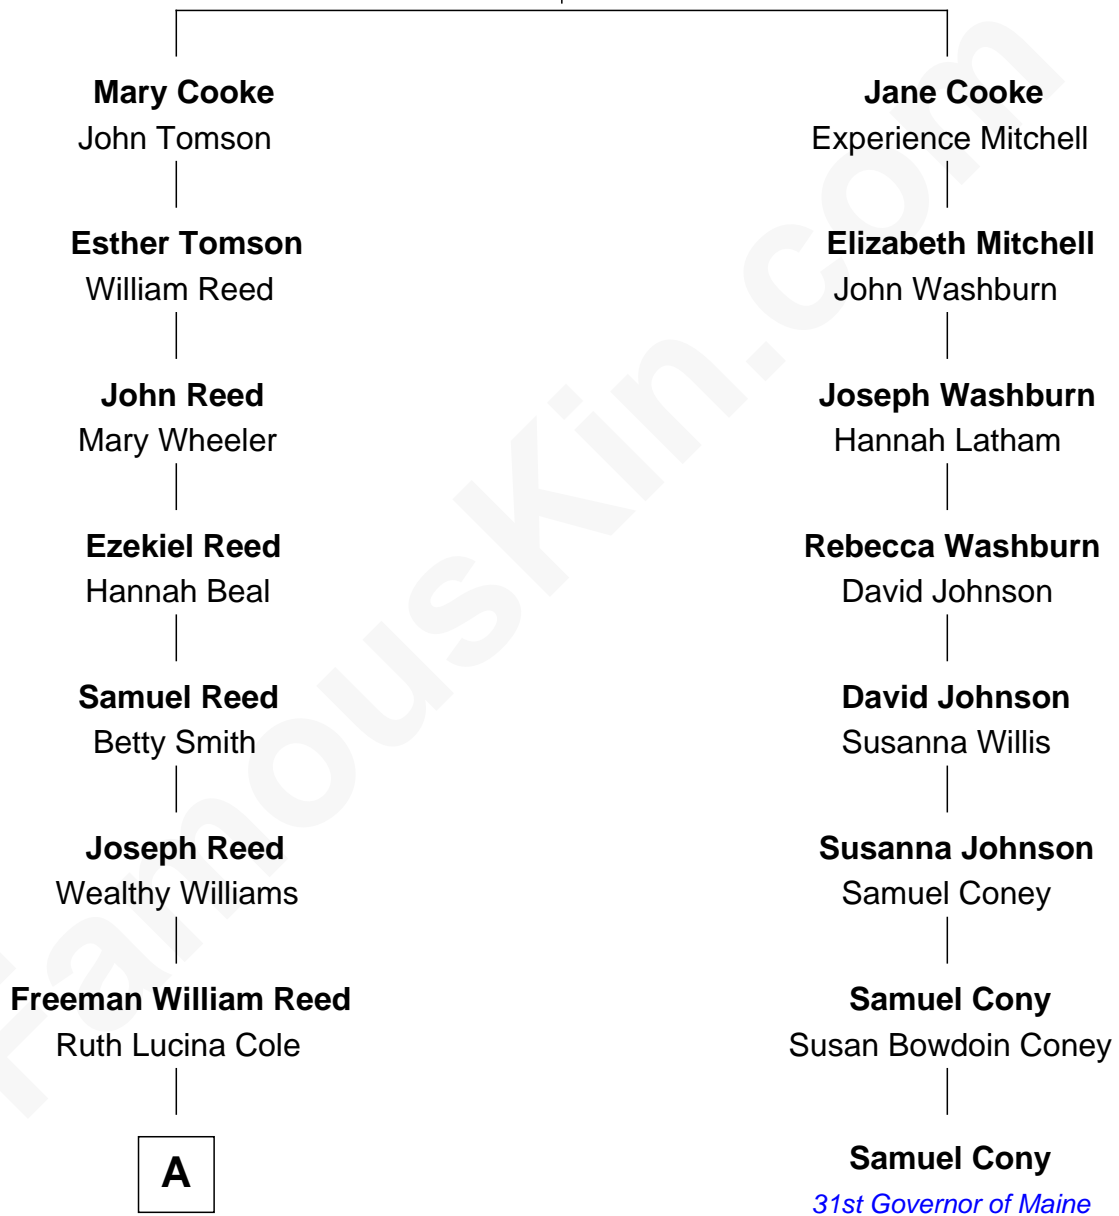 Mary Cooke
John Tomson
Jane Cooke
Experience Mitchell
Esther Tomson
William Reed
Elizabeth Mitchell
John Washburn
John Reed
Mary Wheeler
Joseph Washburn
Hannah Latham
Ezekiel Reed
Hannah Beal
Rebecca Washburn
David Johnson
Samuel Reed
Betty Smith
David Johnson
Susanna Willis
Joseph Reed
Wealthy Williams
Susanna Johnson
Samuel Coney
Freeman William Reed
Ruth Lucina Cole
Samuel Cony
Susan Bowdoin Coney
A
Samuel Cony
31st Governor of Maine
FamousKin.com